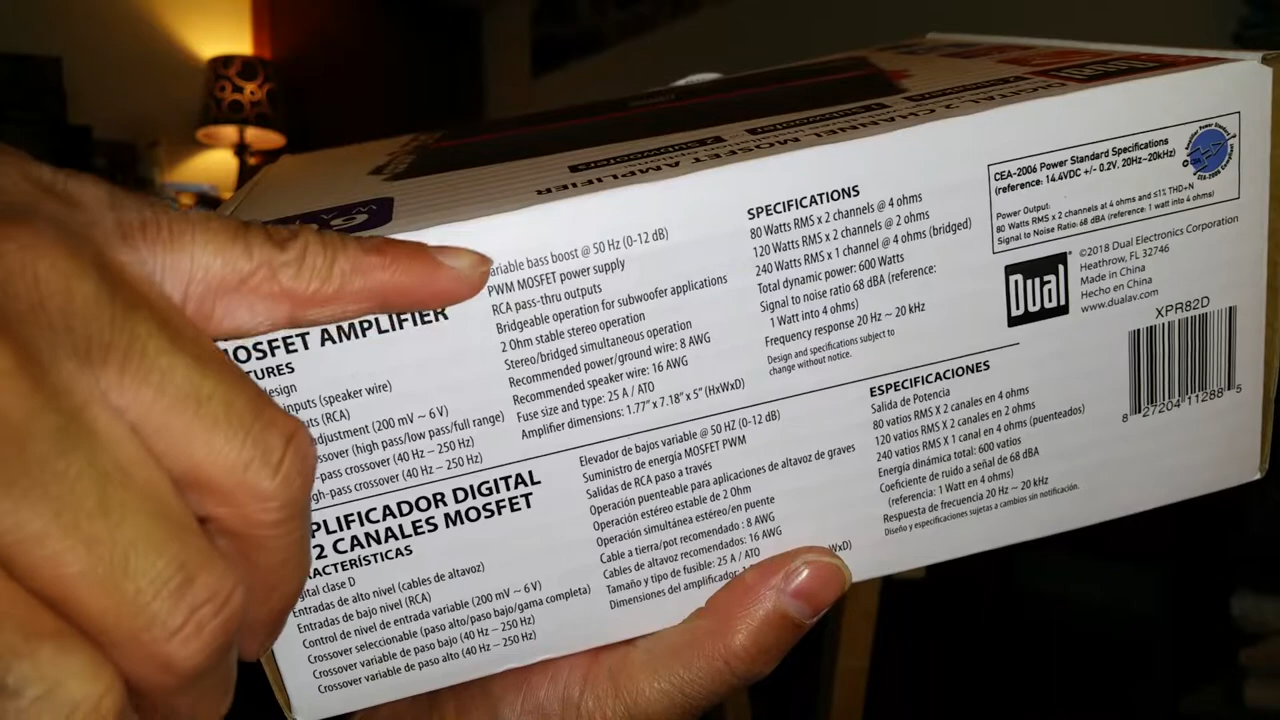 DIGITAL 2-CHANNEL MOSFET AMPLIFIER
Dual
MOSFET AMPLIFIER
inputs (speaker wire)
(RCA)
(200 mV ~ 6 V)
(high pass/low pass/full range)
crossover (40 Hz – 250 Hz)
crossover (40 Hz – 250 Hz)
bass boost @ 50 Hz (0-12 dB)
PWM MOSFET power supply
RCA pass-thru outputs
Bridgeable operation for subwoofer applications
2 Ohm stable stereo operation
Stereo/bridged simultaneous operation
Recommended power/ground wire: 8 AWG
Recommended speaker wire: 16 AWG
Fuse size and type: 25 A / ATO
Amplifier dimensions: 1.77" x 7.18" x 5" (HxWxD)
SPECIFICATIONS
80 Watts RMS x 2 channels @ 4 ohms
120 Watts RMS x 2 channels @ 2 ohms
240 Watts RMS x 1 channel @ 4 ohms (bridged)
Total dynamic power: 600 Watts
Signal to noise ratio 68 dBA (reference:
1 Watt into 4 ohms)
Frequency response 20 Hz ~ 20 kHz
Design and specifications subject to
change without notice.
CEA-2006 Power Standard Specifications
(reference: 14.4VDC +/- 0.2V, 20Hz~20kHz)
Power Output:
80 Watts RMS x 2 channels at 4 ohms and ≤1% THD+N
Signal to Noise Ratio: 68 dBA (reference: 1 watt into 4 ohms)
Dual
©2018 Dual Electronics Corporation
Heathrow, FL 32746
Made in China
Hecho en China
www.dualav.com
XPR82D
8 27204 11288 5
DIGITAL
2 CANALES MOSFET
clase D
Entradas de alto nivel (cables de altavoz)
Entradas de bajo nivel (RCA)
Control de nivel de entrada variable (200 mV ~ 6 V)
Crossover seleccionable (paso alto/paso bajo/gama completa)
Crossover variable de paso bajo (40 Hz – 250 Hz)
Crossover variable de paso alto (40 Hz – 250 Hz)
Elevador de bajos variable @ 50 HZ (0-12 dB)
Suministro de energía MOSFET PWM
Salidas de RCA paso a través
Operación puenteable para aplicaciones de altavoz de graves
Operación estéreo estable de 2 Ohm
Operación simultánea estéreo/en puente
Cable a tierra/pot recomendado : 8 AWG
Cables de altavoz recomendados: 16 AWG
Tamaño y tipo de fusible: 25 A / ATO
Dimensiones del amplificador:
ESPECIFICACIONES
Salida de Potencia
80 vatios RMS X 2 canales en 4 ohms
120 vatios RMS X 2 canales en 2 ohms
240 vatios RMS X 1 canal en 4 ohms (puenteados)
Energía dinámica total: 600 vatios
Coeficiente de ruido a señal de 68 dBA
(referencia: 1 Watt en 4 ohms)
Respuesta de frecuencia 20 Hz ~ 20 kHz
Diseño y especificaciones sujetas a cambios sin notificación.